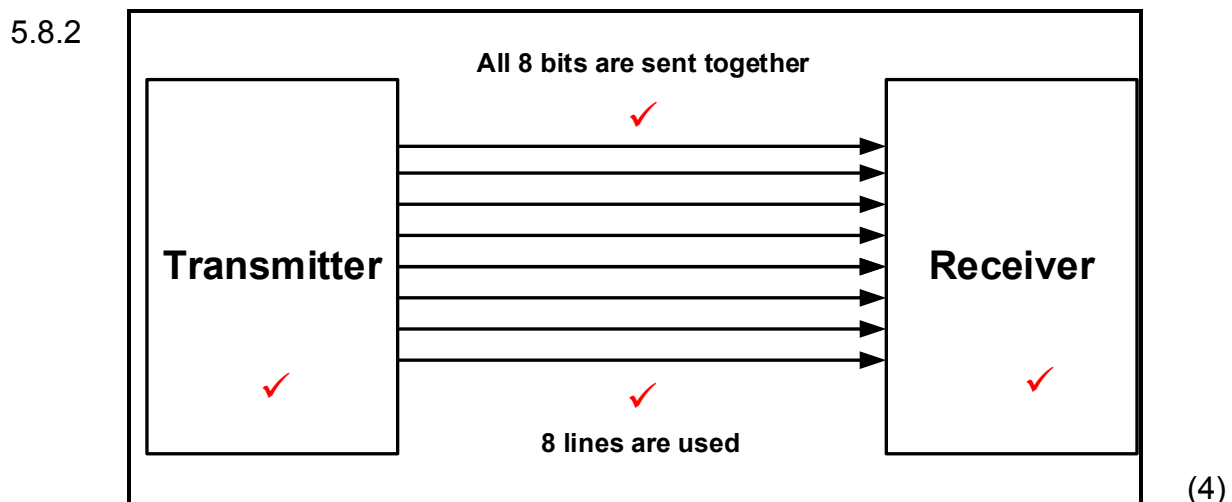 5.8.2
All 8 bits are sent together
Transmitter
Receiver
8 lines are used
(4)